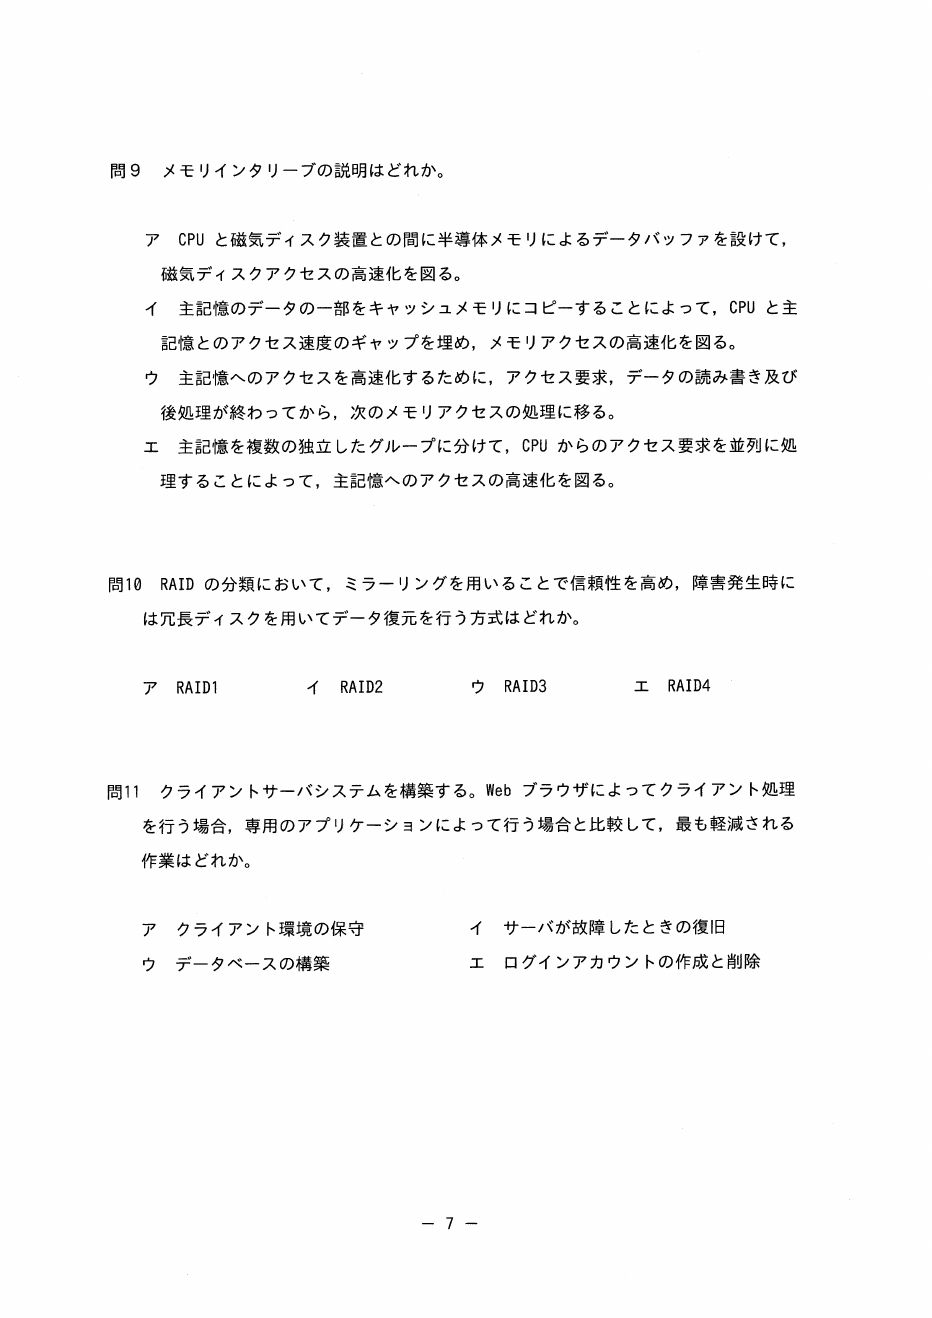 問９　メモリインタリーブの説明はどれか。
ア　CPU と磁気ディスク装置との間に半導体メモリによるデータバッファを設けて，
磁気ディスクアクセスの高速化を図る。
イ　主記憶のデータの一部をキャッシュメモリにコピーすることによって，CPU と主
記憶とのアクセス速度のギャップを埋め，メモリアクセスの高速化を図る。
ウ　主記憶へのアクセスを高速化するために，アクセス要求，データの読み書き及び
後処理が終わってから，次のメモリアクセスの処理に移る。
エ　主記憶を複数の独立したグループに分けて，CPU からのアクセス要求を並列に処
理することによって，主記憶へのアクセスの高速化を図る。
問10　RAID の分類において，ミラーリングを用いることで信頼性を高め，障害発生時に
は冗長ディスクを用いてデータ復元を行う方式はどれか。
ア　RAID1　イ　RAID2　ウ　RAID3　エ　RAID4
問11　クライアントサーバシステムを構築する。Web ブラウザによってクライアント処理
を行う場合，専用のアプリケーションによって行う場合と比較して，最も軽減される
作業はどれか。
ア　クライアント環境の保守　イ　サーバが故障したときの復旧
ウ　データベースの構築　エ　ログインアカウントの作成と削除
－ 7 －